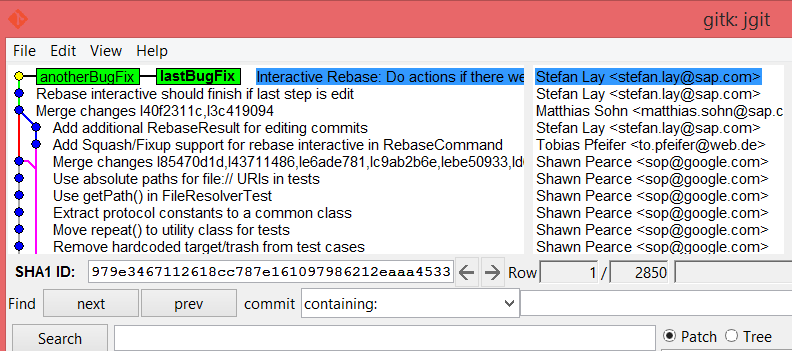 gitk: jgit
File Edit View Help
anotherBugFix lastBugFix Interactive Rebase: Do actions if there we Stefan Lay <stefan.lay@sap.com>
Rebase interactive should finish if last step is edit Stefan Lay <stefan.lay@sap.com>
Merge changes I40f2311c,I3c419094 Matthias Sohn <matthias.sohn@sap.c
Add additional RebaseResult for editing commits Stefan Lay <stefan.lay@sap.com>
Add Squash/Fixup support for rebase interactive in RebaseCommand Tobias Pfeifer <to.pfeifer@web.de>
Merge changes I85470d1d,I43711486,Ie6ade781,Ic9ab2b6e,Iebe50933,Id Shawn Pearce <sop@google.com>
Use absolute paths for file:// URIs in tests Shawn Pearce <sop@google.com>
Use getPath() in FileResolverTest Shawn Pearce <sop@google.com>
Extract protocol constants to a common class Shawn Pearce <sop@google.com>
Move repeat() to utility class for tests Shawn Pearce <sop@google.com>
Remove hardcoded target/trash from test cases Shawn Pearce <sop@google.com>
SHA1 ID: 979e3467112618cc787e161097986212eaaa4533 Row 1 / 2850
Find next prev commit containing:
Search Patch Tree